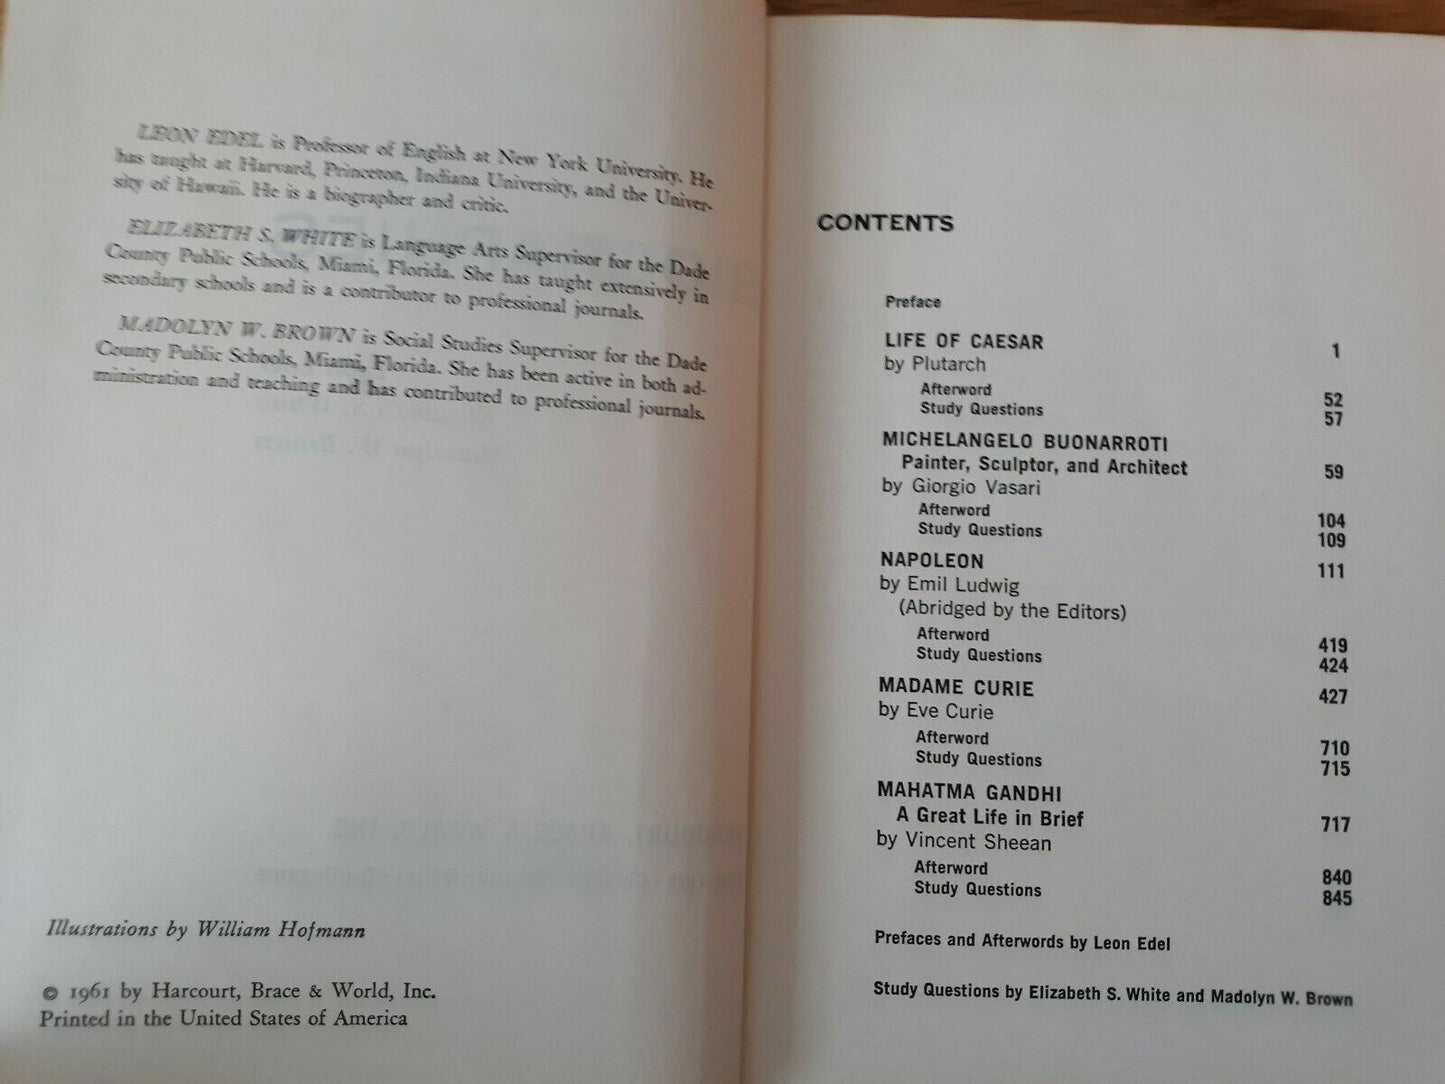 LEON EDEL is Professor of English at New York University. He
has taught at Harvard, Princeton, Indiana University, and the Univer-
sity of Hawaii. He is a biographer and critic.
ELIZABETH S. WHITE is Language Arts Supervisor for the Dade
County Public Schools, Miami, Florida. She has taught extensively in
secondary schools and is a contributor to professional journals.
MADOLYN W. BROWN is Social Studies Supervisor for the Dade
County Public Schools, Miami, Florida. She has been active in both ad-
ministration and teaching and has contributed to professional journals.
Illustrations by William Hofmann
© 1961 by Harcourt, Brace & World, Inc.
Printed in the United States of America
CONTENTS
Preface
LIFE OF CAESAR 1
by Plutarch
Afterword 52
Study Questions 57
MICHELANGELO BUONARROTI
Painter, Sculptor, and Architect 59
by Giorgio Vasari
Afterword 104
Study Questions 109
NAPOLEON 111
by Emil Ludwig
(Abridged by the Editors)
Afterword 419
Study Questions 424
MADAME CURIE 427
by Eve Curie
Afterword 710
Study Questions 715
MAHATMA GANDHI
A Great Life in Brief 717
by Vincent Sheean
Afterword 840
Study Questions 845
Prefaces and Afterwords by Leon Edel
Study Questions by Elizabeth S. White and Madolyn W. Brown